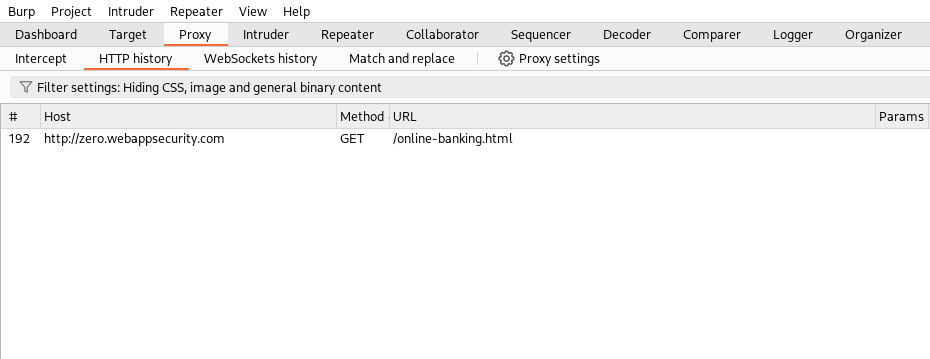 Burp Project Intruder Repeater View Help
Dashboard Target Proxy Intruder Repeater Collaborator Sequencer Decoder Comparer Logger Organizer
Intercept HTTP history WebSockets history Match and replace Proxy settings
Filter settings: Hiding CSS, image and general binary content
# Host Method URL Params
192 http://zero.webappsecurity.com GET /online-banking.html